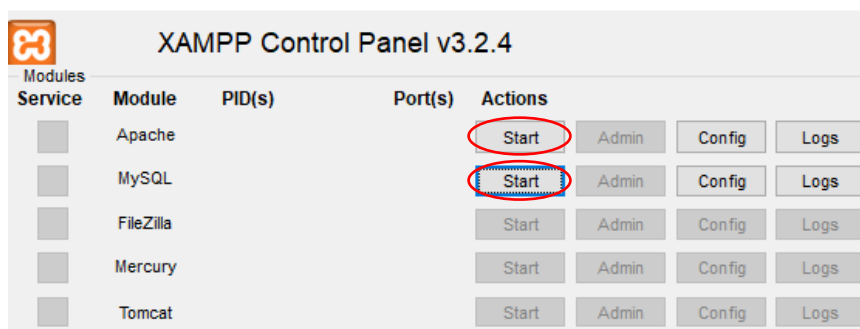 XAMPP Control Panel v3.2.4
Modules
Service Module PID(s) Port(s) Actions
Apache Start Admin Config Logs
MySQL Start Admin Config Logs
FileZilla Start Admin Config Logs
Mercury Start Admin Config Logs
Tomcat Start Admin Config Logs